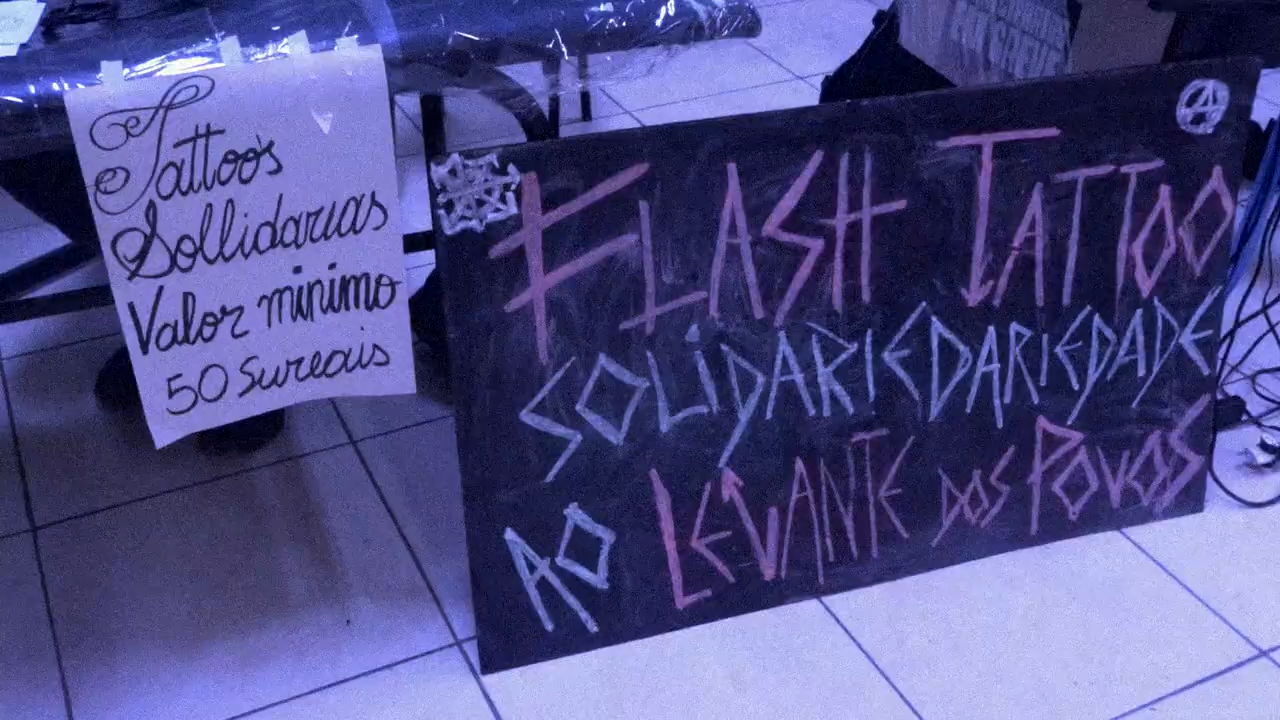 Tattoo's
Sollidarias
Valor minimo
50 Sureais
FLASH TATTOO
SOLIDARIEDARIEDADE
AO LEVANTE DOS POVOS